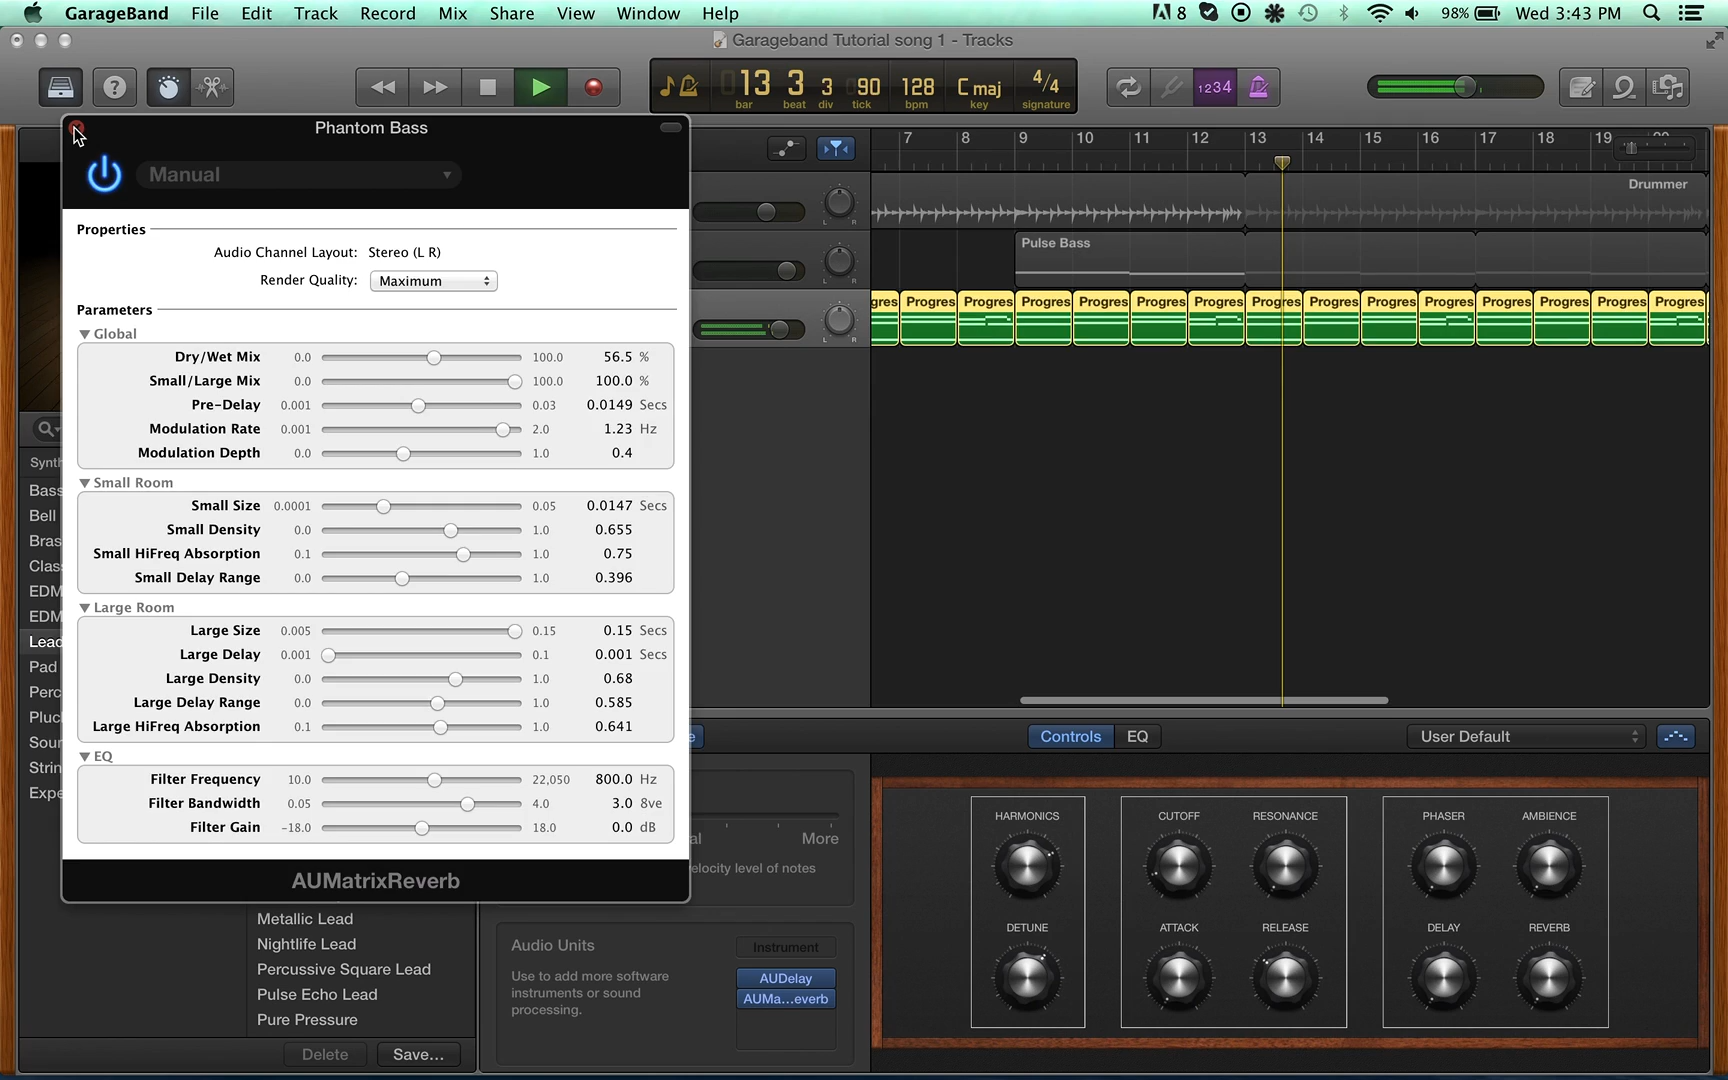 GarageBand File Edit Track Record Mix Share View Window Help 8 98% Wed 3:43 PM
Garageband Tutorial song 1 - Tracks
13 3 3 90 128 C maj 4/4
bar beat div tick bpm key signature
1234
Phantom Bass
Manual
7 8 9 10 11 12 13 14 15 16 17 18 19 20
Drummer
Pulse Bass
gres Progres Progres Progres Progres Progres Progres Progres Progres Progres Progres Progres Progres Progres Progres
L R
L R
L R
Properties
Audio Channel Layout: Stereo (L R)
Render Quality: Maximum
Parameters
Global
Dry/Wet Mix 0.0 100.0 56.5 %
Small/Large Mix 0.0 100.0 100.0 %
Pre-Delay 0.001 0.03 0.0149 Secs
Modulation Rate 0.001 2.0 1.23 Hz
Modulation Depth 0.0 1.0 0.4
Small Room
Small Size 0.0001 0.05 0.0147 Secs
Small Density 0.0 1.0 0.655
Small HiFreq Absorption 0.1 1.0 0.75
Small Delay Range 0.0 1.0 0.396
Large Room
Large Size 0.005 0.15 0.15 Secs
Large Delay 0.001 0.1 0.001 Secs
Large Density 0.0 1.0 0.68
Large Delay Range 0.0 1.0 0.585
Large HiFreq Absorption 0.1 1.0 0.641
EQ
Filter Frequency 10.0 22,050 800.0 Hz
Filter Bandwidth 0.05 4.0 3.0 8ve
Filter Gain -18.0 18.0 0.0 dB
AUMatrixReverb
Synth
Bass
Bell
Bras
Clas
EDM
EDM
Lead
Pad
Perc
Pluc
Soun
Strin
Expe
Metallic Lead
Nightlife Lead
Percussive Square Lead
Pulse Echo Lead
Pure Pressure
Delete Save...
e Controls EQ User Default
al More
elocity level of notes
Audio Units Instrument
Use to add more software
instruments or sound
processing.
AUDelay
AUMa...everb
HARMONICS CUTOFF RESONANCE PHASER AMBIENCE
DETUNE ATTACK RELEASE DELAY REVERB